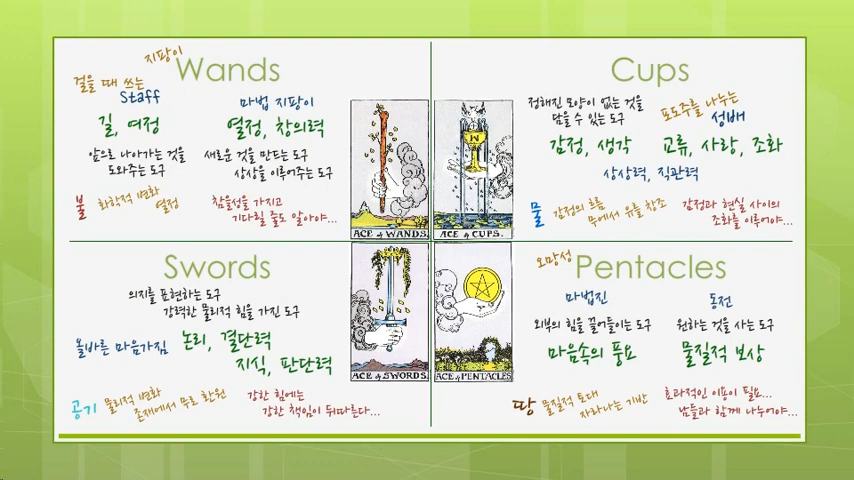 지팡이
Wands
걸을 때 쓰는
Staff
마법 지팡이
길, 여정
열정, 창의력
앞으로 나아가는 것을
도와주는 도구
새로운 것을 만드는 도구
상상을 이루어주는 도구
불
화학적 변화
열정
참을성을 가지고
기다릴 줄도 알아야...
ACE of WANDS.
Cups
정해진 모양이 없는 것을
담을 수 있는 도구
포도주를 나누는
성배
감정, 생각
교류, 사랑, 조화
상상력, 직관력
물
감정의 흐름
무에서 유를 창조
감정과 현실 사이의
조화를 이루어야...
ACE of CUPS.
Swords
의지를 표현하는 도구
강력한 물리적 힘을 가진 도구
올바른 마음가짐
논리, 결단력
지식, 판단력
공기
물리적 변화
존재에서 무로 환원
강한 힘에는
강한 책임이 뒤따른다...
ACE of SWORDS.
오망성
Pentacles
마법진
동전
외부의 힘을 끌어들이는 도구
원하는 것을 사는 도구
마음속의 풍요
물질적 보상
땅
물질적 토대
자라나는 기반
효과적인 이용이 필요...
남들과 함께 나누어야...
ACE of PENTACLES.